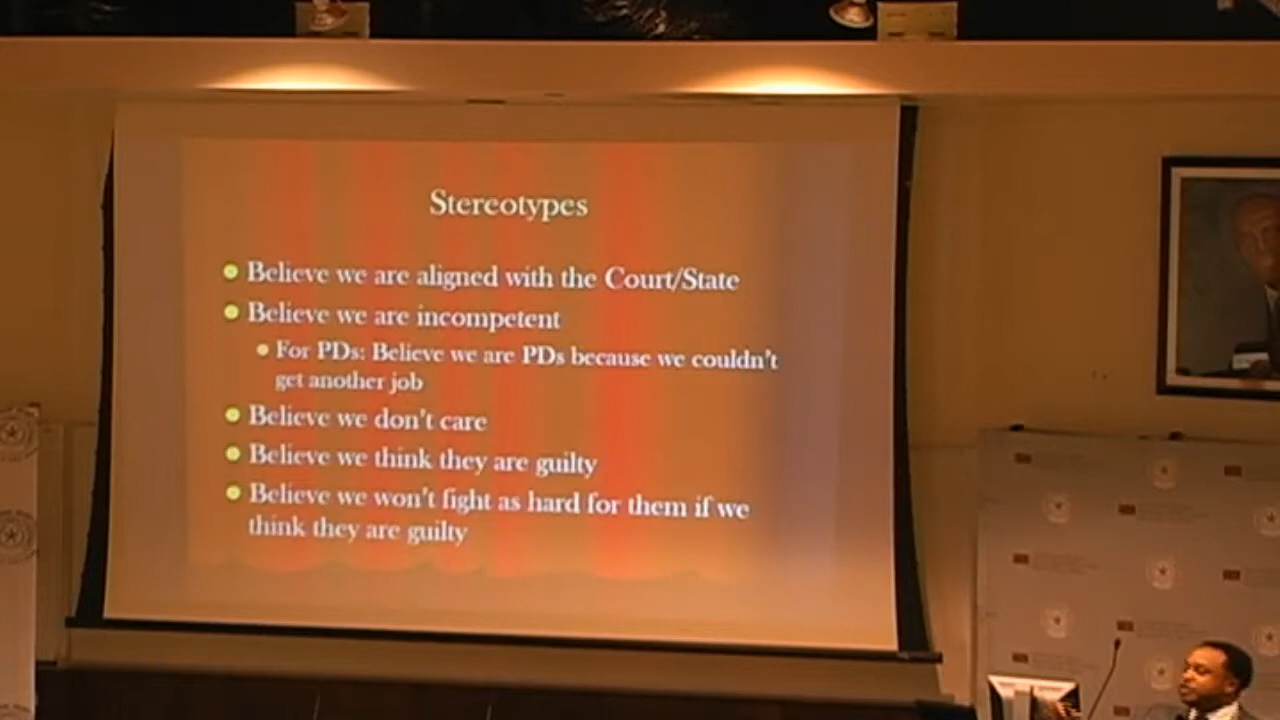 Stereotypes
Believe we are aligned with the Court/State
Believe we are incompetent
For PDs: Believe we are PDs because we couldn't
get another job
Believe we don't care
Believe we think they are guilty
Believe we won't fight as hard for them if we
think they are guilty